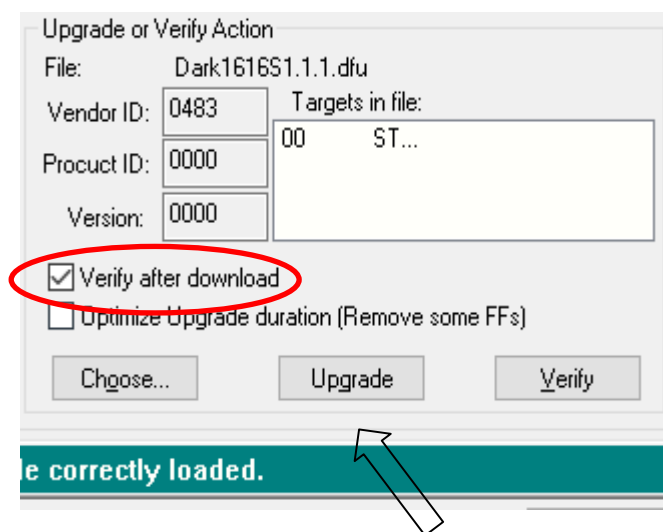 Upgrade or Verify Action
File: Dark1616S1.1.1.dfu
Vendor ID: 0483 Targets in file:
00 ST...
Procuct ID: 0000
Version: 0000
Verify after download
Optimize Upgrade duration (Remove some FFs)
Choose... Upgrade Verify
le correctly loaded.